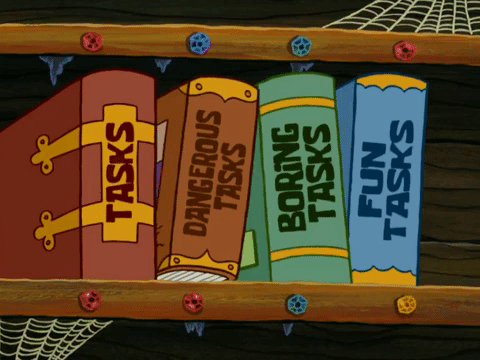 TASKS
DANGEROUS
TASKS
BORING
TASKS
FUN
TASKS